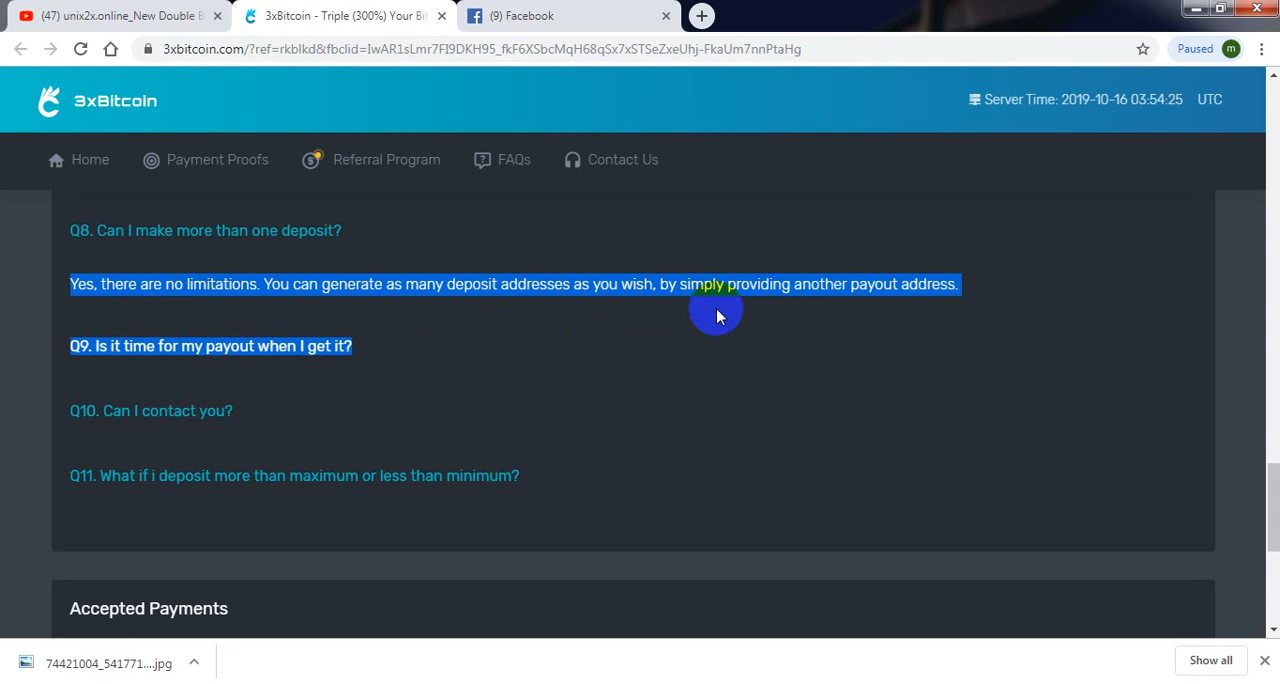 (47) unix2x.online_New Double B
3xBitcoin - Triple (300%) Your Bit
(9) Facebook
3xbitcoin.com/?ref=rkblkd&fbclid=IwAR1sLmr7FI9DKH95_fkF6XSbcMqH68qSx7xSTSeZxeUhj-FkaUm7nnPtaHg
Paused m
3xBitcoin
Server Time: 2019-10-16 03:54:25 UTC
Home Payment Proofs Referral Program FAQs Contact Us
Q8. Can I make more than one deposit?
Yes, there are no limitations. You can generate as many deposit addresses as you wish, by simply providing another payout address.
Q9. Is it time for my payout when I get it?
Q10. Can I contact you?
Q11. What if i deposit more than maximum or less than minimum?
Accepted Payments
74421004_541771....jpg
Show all